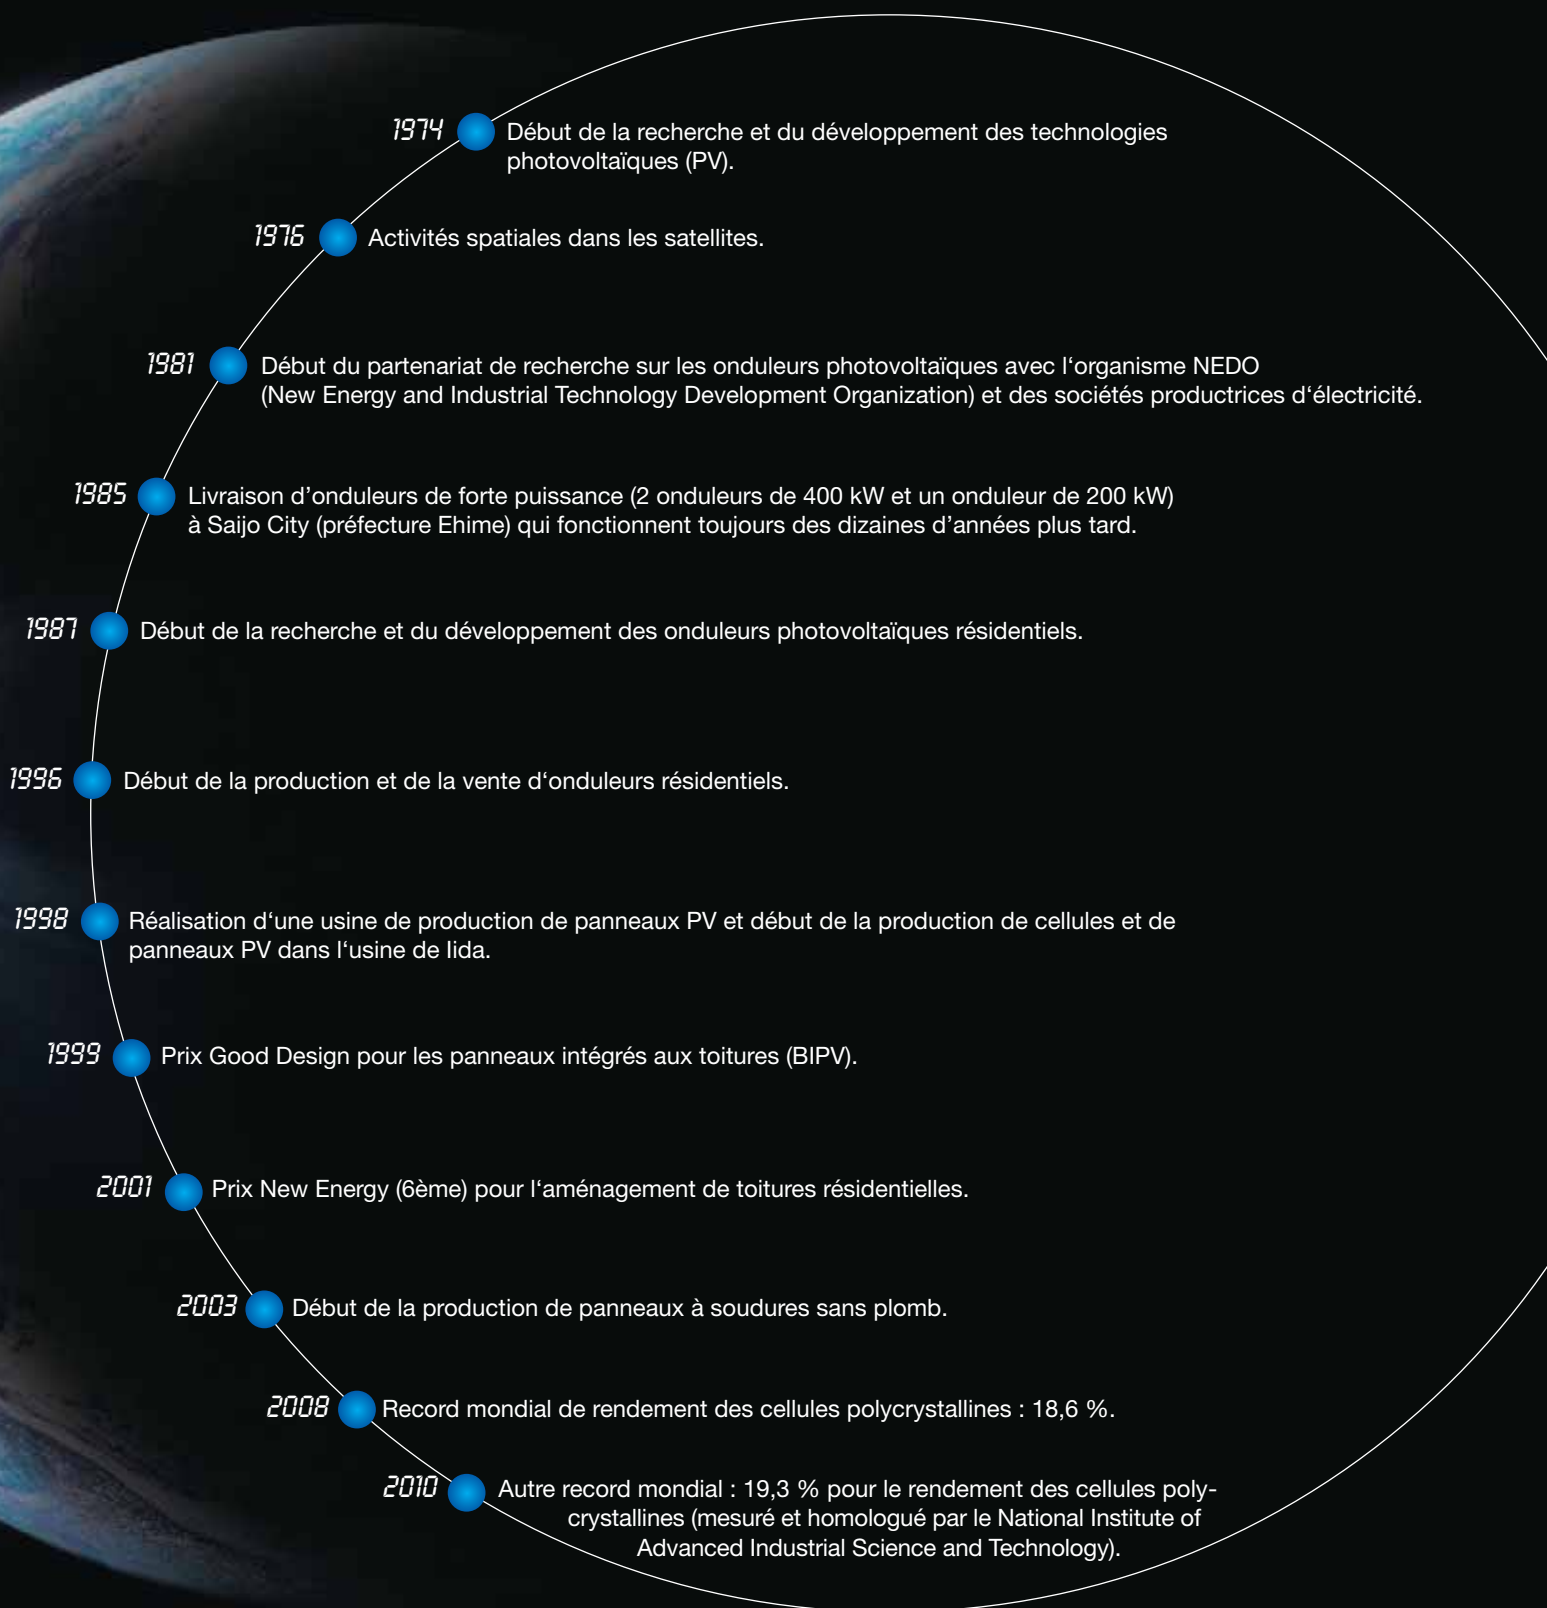 1974 Début de la recherche et du développement des technologies
photovoltaïques (PV).
1976 Activités spatiales dans les satellites.
1981 Début du partenariat de recherche sur les onduleurs photovoltaïques avec l‘organisme NEDO
(New Energy and Industrial Technology Development Organization) et des sociétés productrices d‘électricité.
1985 Livraison d’onduleurs de forte puissance (2 onduleurs de 400 kW et un onduleur de 200 kW)
à Saijo City (préfecture Ehime) qui fonctionnent toujours des dizaines d’années plus tard.
1987 Début de la recherche et du développement des onduleurs photovoltaïques résidentiels.
1996 Début de la production et de la vente d‘onduleurs résidentiels.
1998 Réalisation d‘une usine de production de panneaux PV et début de la production de cellules et de
panneaux PV dans l‘usine de Iida.
1999 Prix Good Design pour les panneaux intégrés aux toitures (BIPV).
2001 Prix New Energy (6ème) pour l‘aménagement de toitures résidentielles.
2003 Début de la production de panneaux à soudures sans plomb.
2008 Record mondial de rendement des cellules polycrystallines : 18,6 %.
2010 Autre record mondial : 19,3 % pour le rendement des cellules poly-
crystallines (mesuré et homologué par le National Institute of
Advanced Industrial Science and Technology).